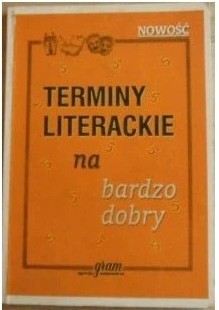 NOWOŚĆ
TERMINY
LITERACKIE
na
bardzo
dobry
gram